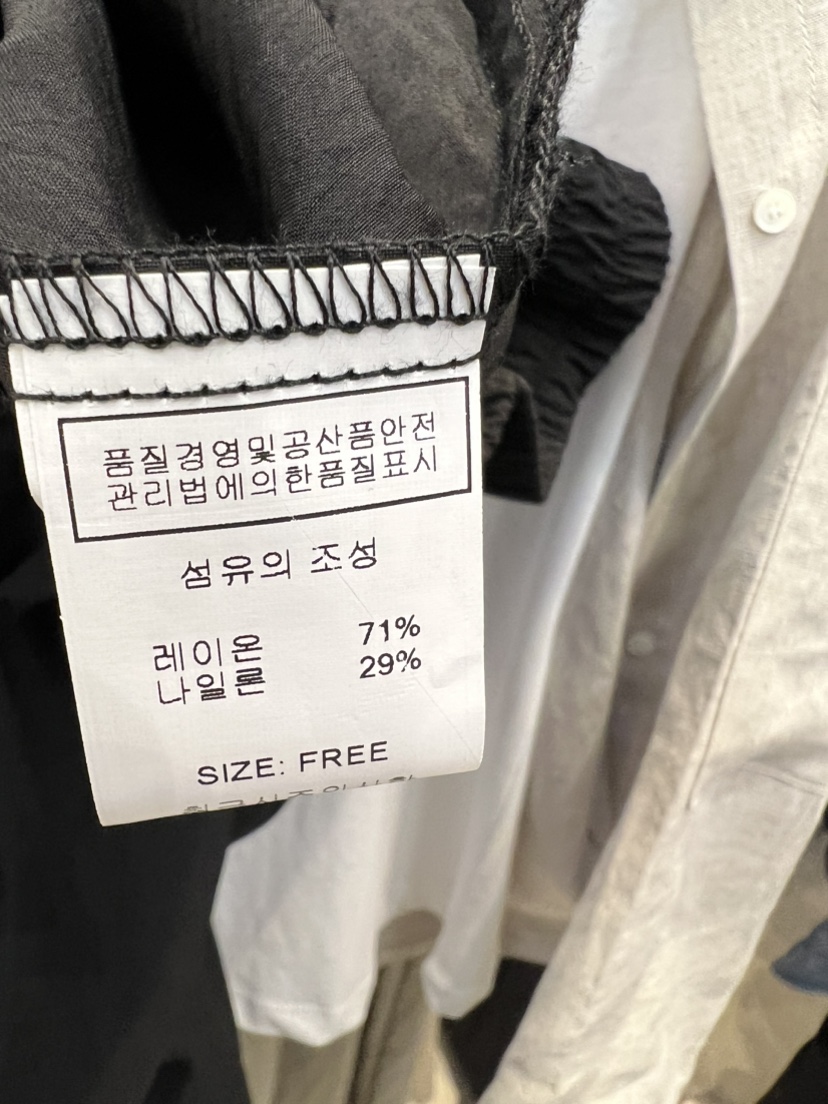 품질경영및공산품안전
관리법에의한품질표시
섬유의 조성
레이온 71%
나일론 29%
SIZE: FREE